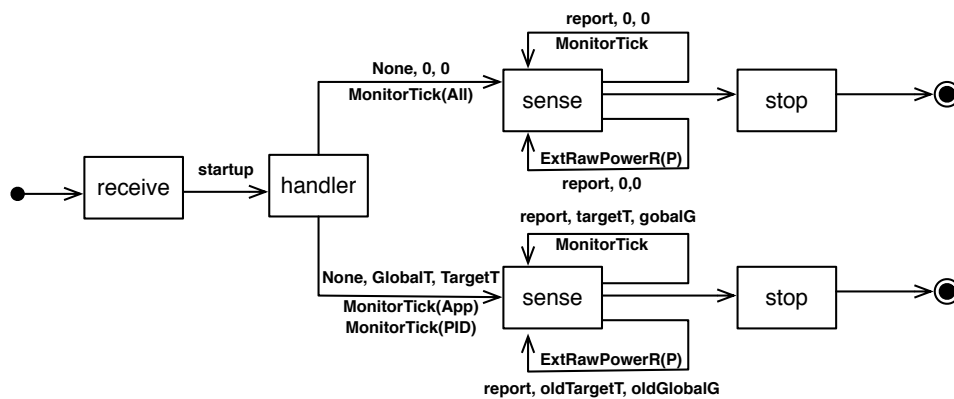 report, 0, 0
MonitorTick
None, 0, 0
MonitorTick(All)
sense
stop
ExtRawPowerR(P)
report, 0,0
startup
receive
handler
report, targetT, gobalG
MonitorTick
None, GlobalT, TargetT
MonitorTick(App)
MonitorTick(PID)
sense
stop
ExtRawPowerR(P)
report, oldTargetT, oldGlobalG